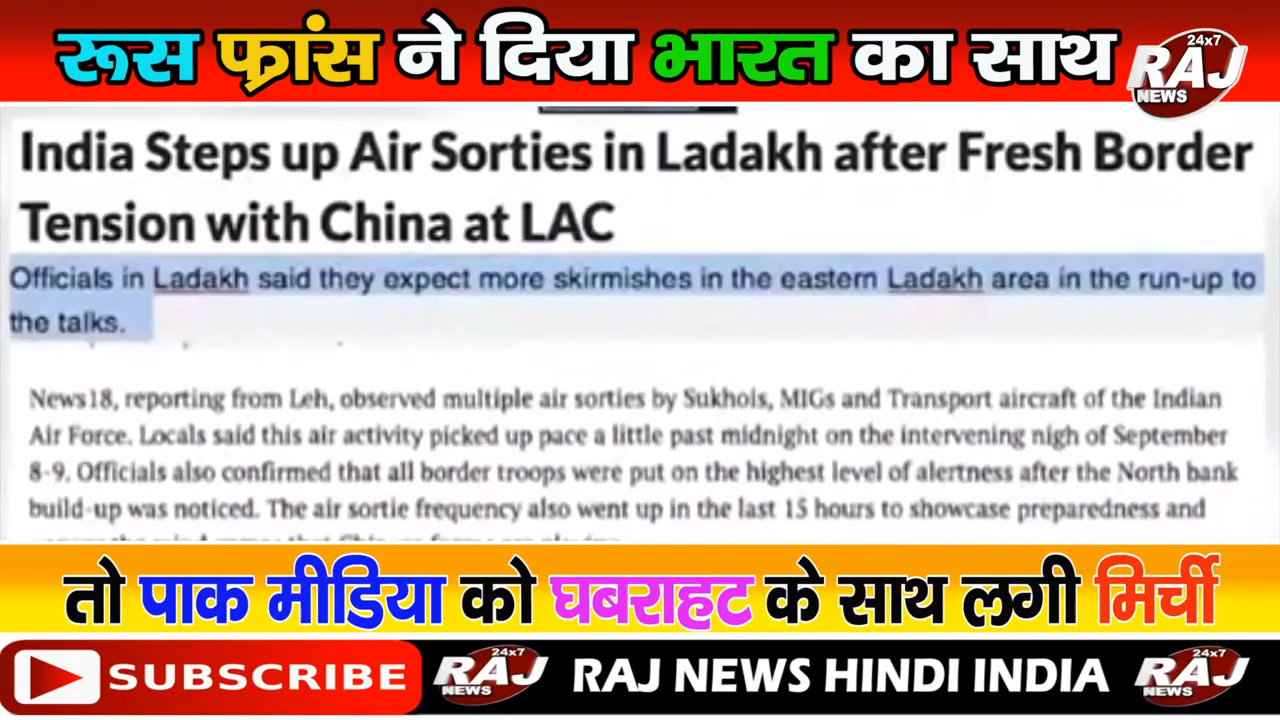 रूस फ्रांस ने दिया भारत का साथ
24x7
RAJ
NEWS
India Steps up Air Sorties in Ladakh after Fresh Border
Tension with China at LAC
Officials in Ladakh said they expect more skirmishes in the eastern Ladakh area in the run-up to
the talks.
News18, reporting from Leh, observed multiple air sorties by Sukhois, MIGs and Transport aircraft of the Indian
Air Force. Locals said this air activity picked up pace a little past midnight on the intervening nigh of September
8-9. Officials also confirmed that all border troops were put on the highest level of alertness after the North bank
build-up was noticed. The air sortie frequency also went up in the last 15 hours to showcase preparedness and
तो पाक मीडिया को घबराहट के साथ लगी मिर्ची
SUBSCRIBE
24x7
RAJ
NEWS
RAJ NEWS HINDI INDIA
24x7
RAJ
NEWS